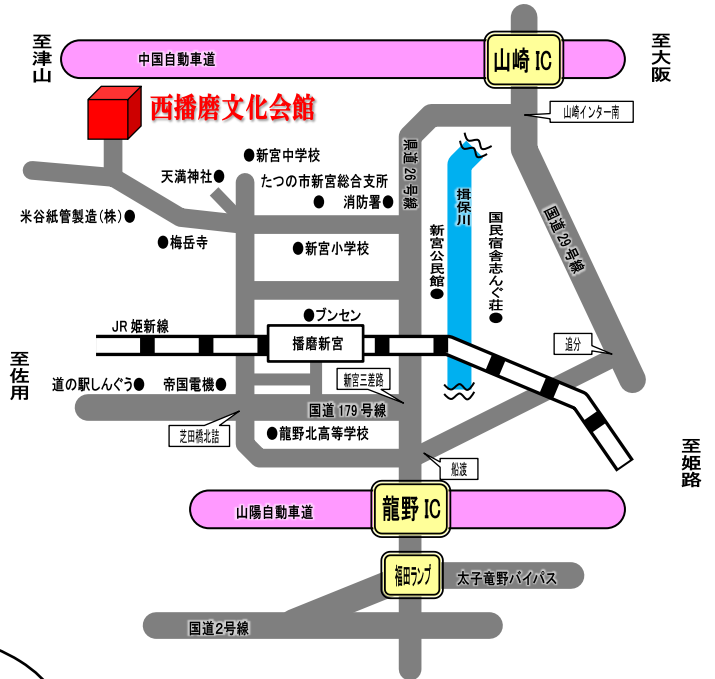 至津山
中国自動車道
山崎 IC
至大阪
西播磨文化会館
山崎インター南
新宮中学校
県道26号線
天満神社
たつの市新宮総合支所
消防署
揖保川
米谷紙管製造(株)
梅岳寺
新宮小学校
新宮公民館
国民宿舎志んぐ荘
国道29号線
ブンセン
JR 姫新線
播磨新宮
追分
至佐用
道の駅しんぐう
帝国電機
新宮三差路
国道179号線
芝田橋北詰
龍野北高等学校
船渡
至姫路
山陽自動車道
龍野 IC
福田ランプ
太子竜野バイパス
国道2号線